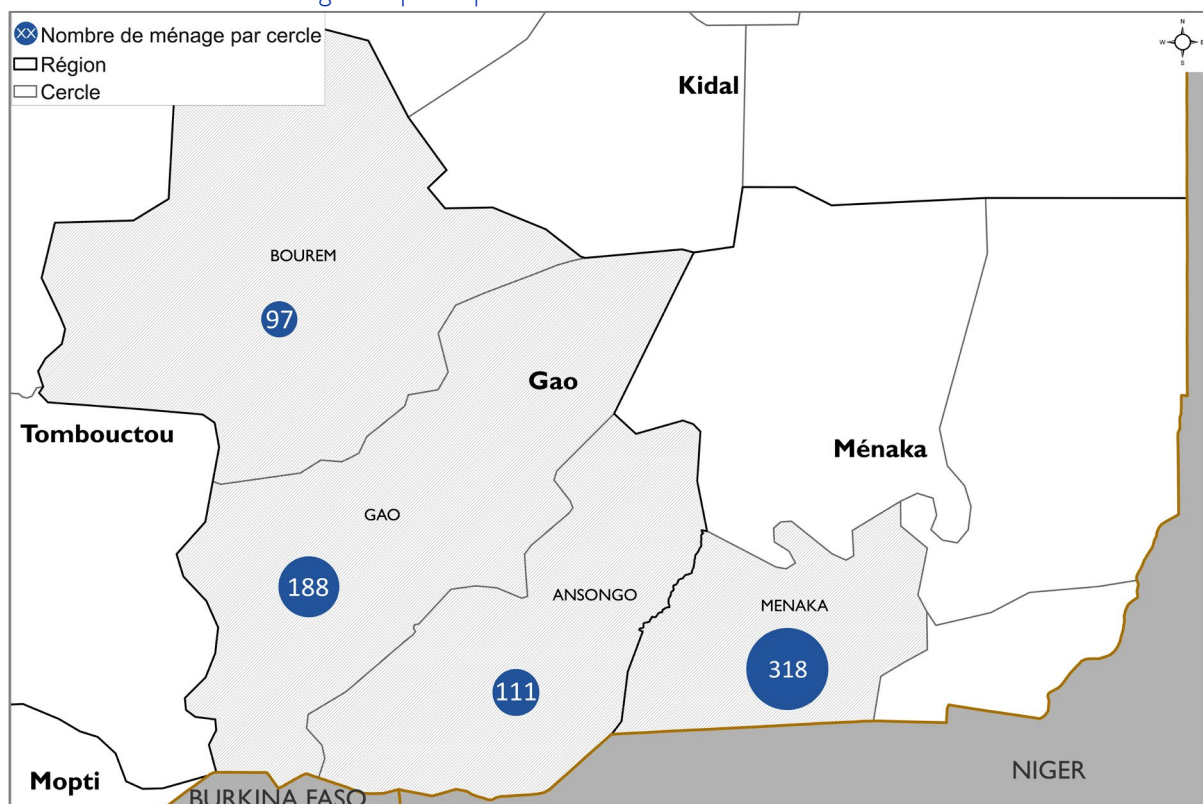 XX Nombre de ménage par cercle
Région
Cercle
N
W E
S
Kidal
BOUREM
97
Gao
Tombouctou
Ménaka
GAO
188
ANSONGO
MENAKA
318
111
Mopti
NIGER
BURKINA FASO